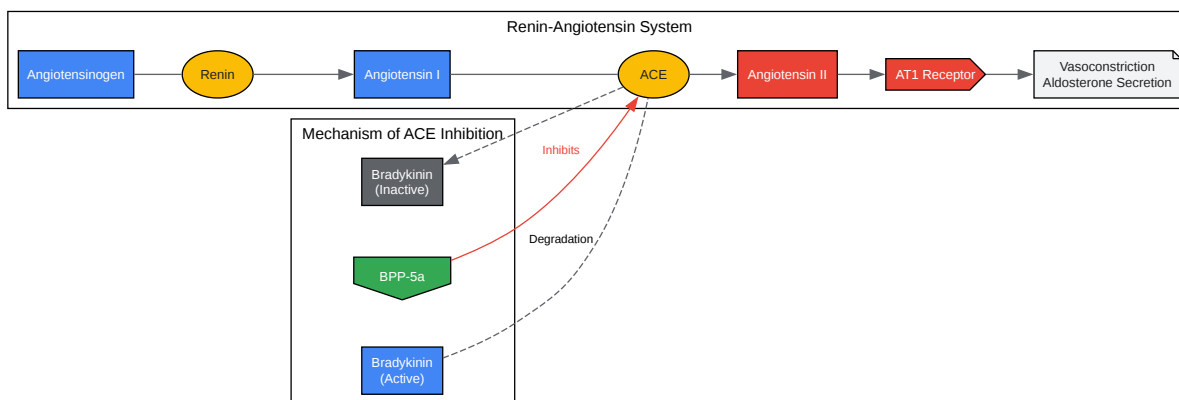 Renin-Angiotensin System
Angiotensinogen
Renin
Angiotensin I
ACE
Angiotensin II
AT1 Receptor
Vasoconstriction
Aldosterone Secretion
Mechanism of ACE Inhibition
Inhibits
Bradykinin
(Inactive)
Degradation
BPP-5a
Bradykinin
(Active)